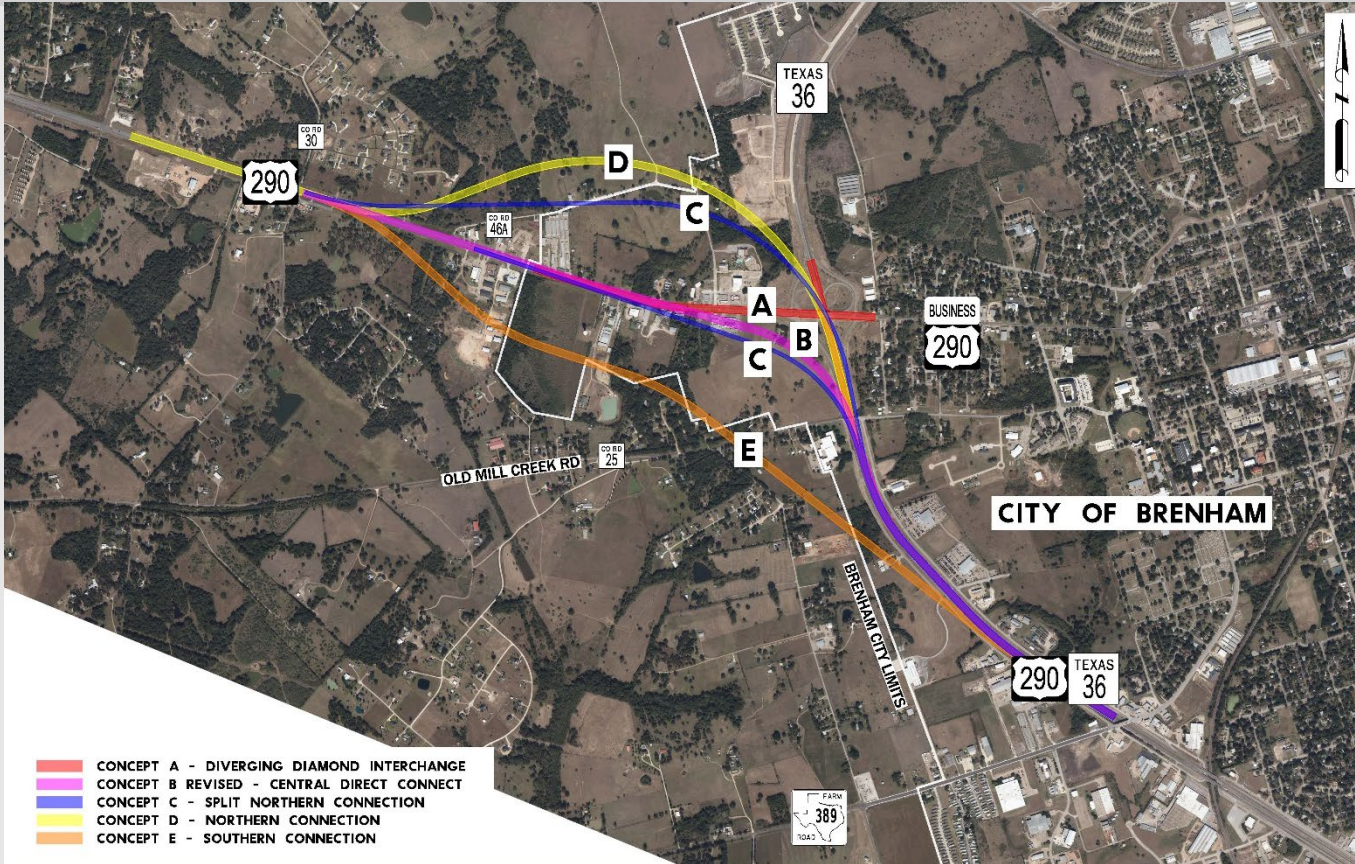 TEXAS
36
CO RD
30
290
D
C
CO RD
46A
A
B
C
BUSINESS
290
E
CO RD
25
OLD MILL CREEK RD
CITY OF BRENHAM
BRENHAM CITY LIMITS
290
TEXAS
36
FARM
389
ROAD
CONCEPT A - DIVERGING DIAMOND INTERCHANGE
CONCEPT B REVISED - CENTRAL DIRECT CONNECT
CONCEPT C - SPLIT NORTHERN CONNECTION
CONCEPT D - NORTHERN CONNECTION
CONCEPT E - SOUTHERN CONNECTION